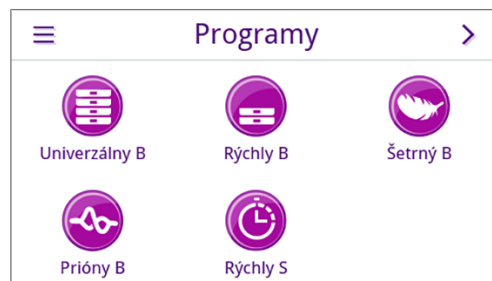 Programy
Univerzálny B
Rýchly B
Šetrný B
Prióny B
Rýchly S